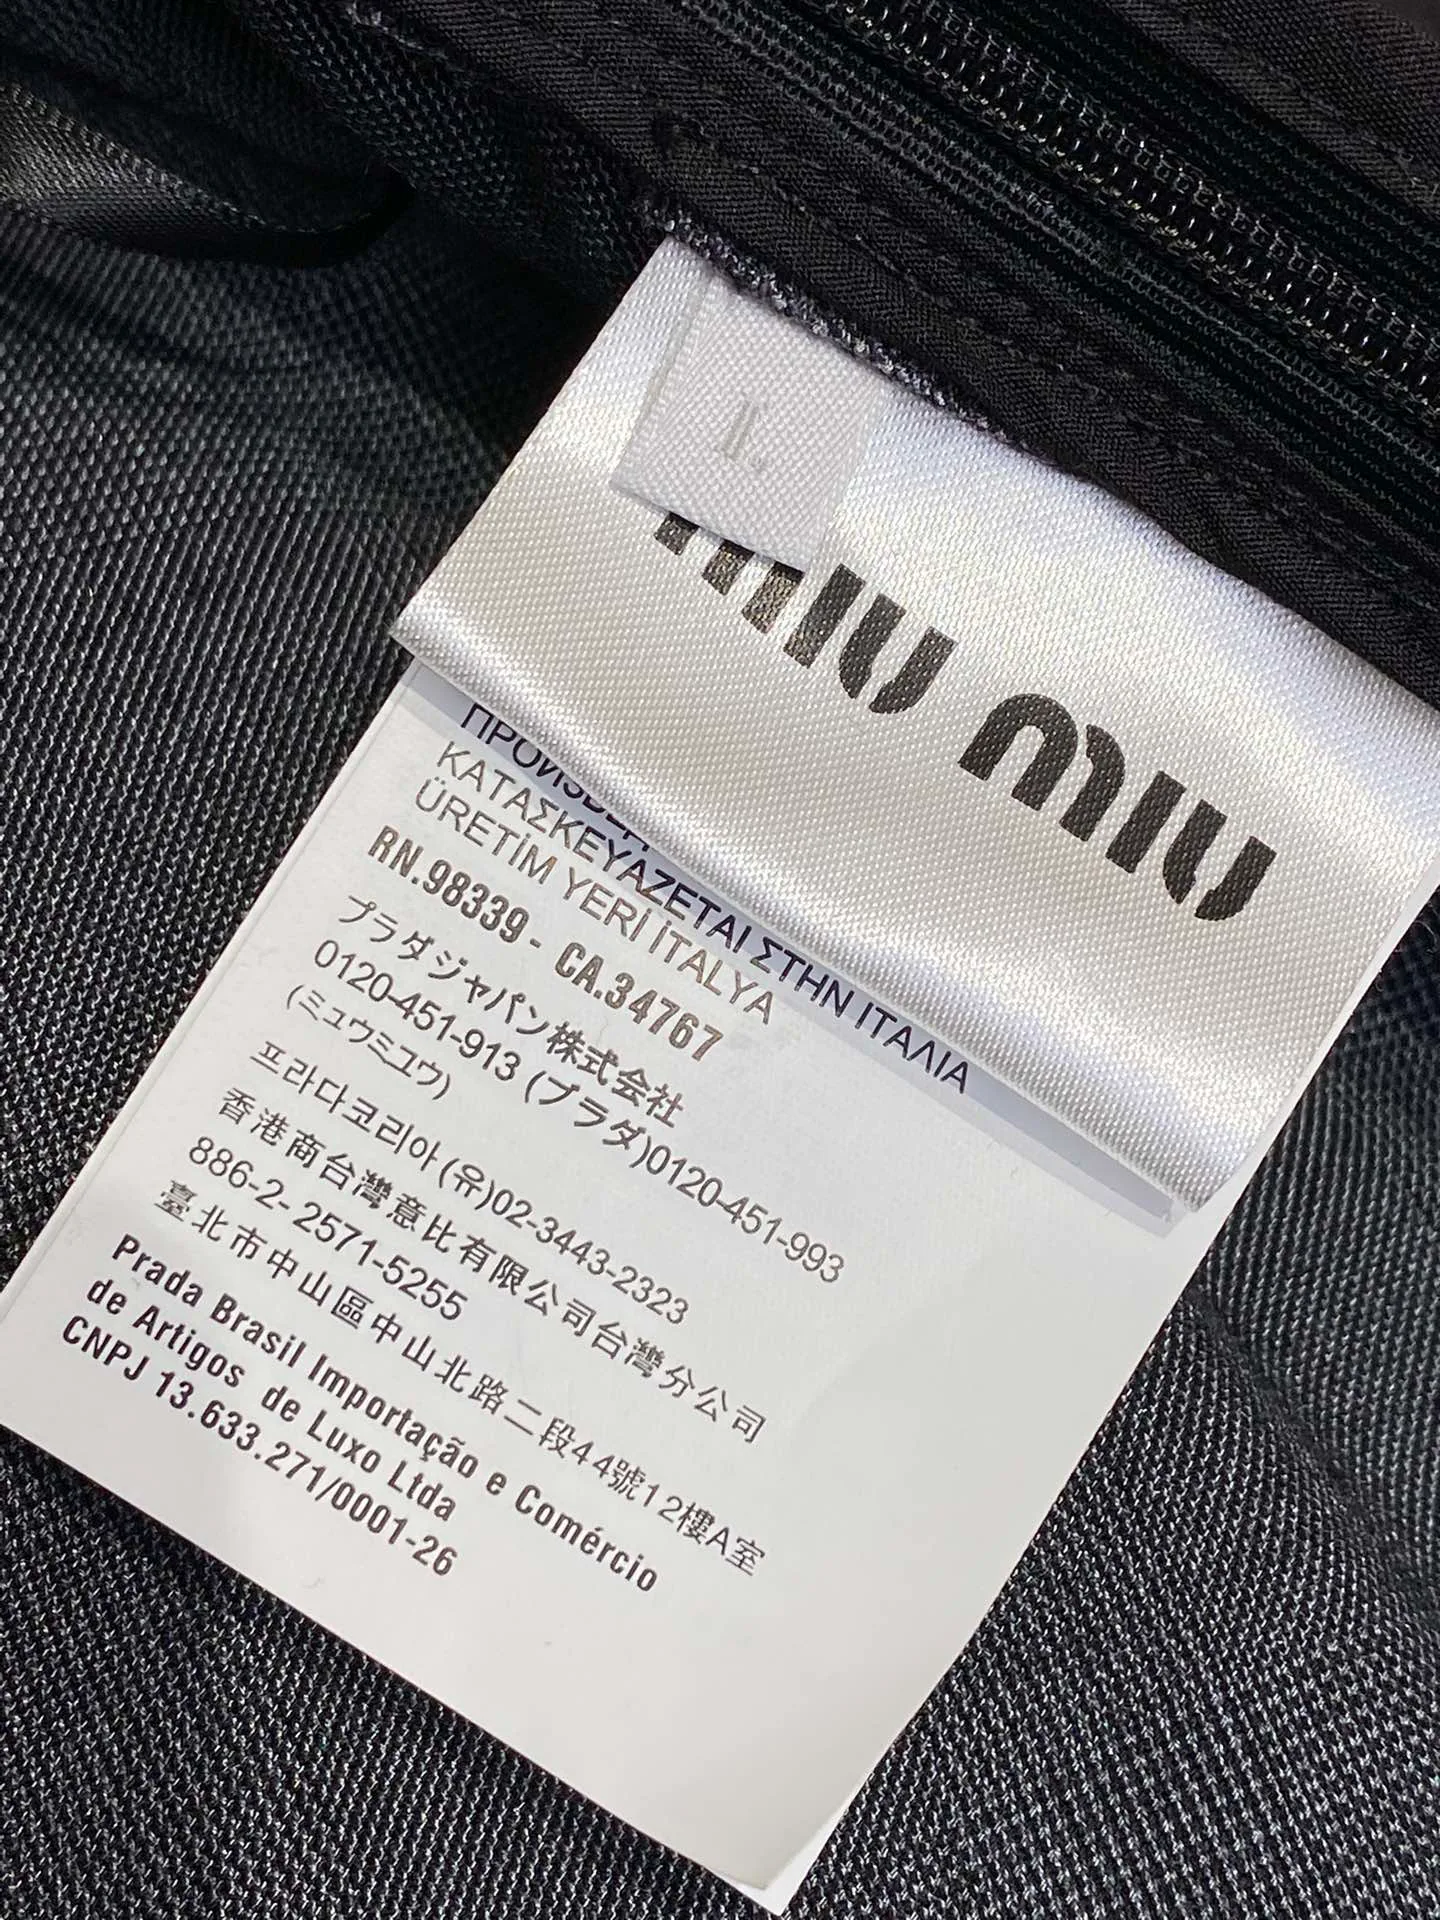 L
miu miu
ΚΑΤΑΣΚΕΥΑΖΕΤΑΙ ΣΤΗΝ ΙΤΑΛΙΑ
ÜRETİM YERİ İTALYA
RN.98339 - CA.34767
プラダジャパン株式会社
0120-451-913 (プラダ)0120-451-993
(ミュウミュウ)
프라다코리아(유)02-3443-2323
香港商台灣意比有限公司台灣分公司
886-2- 2571-5255
臺北市中山區中山北路二段44號12樓A室
Prada Brasil Importação e Comércio
de Artigos de Luxo Ltda
CNPJ 13.633.271/0001-26